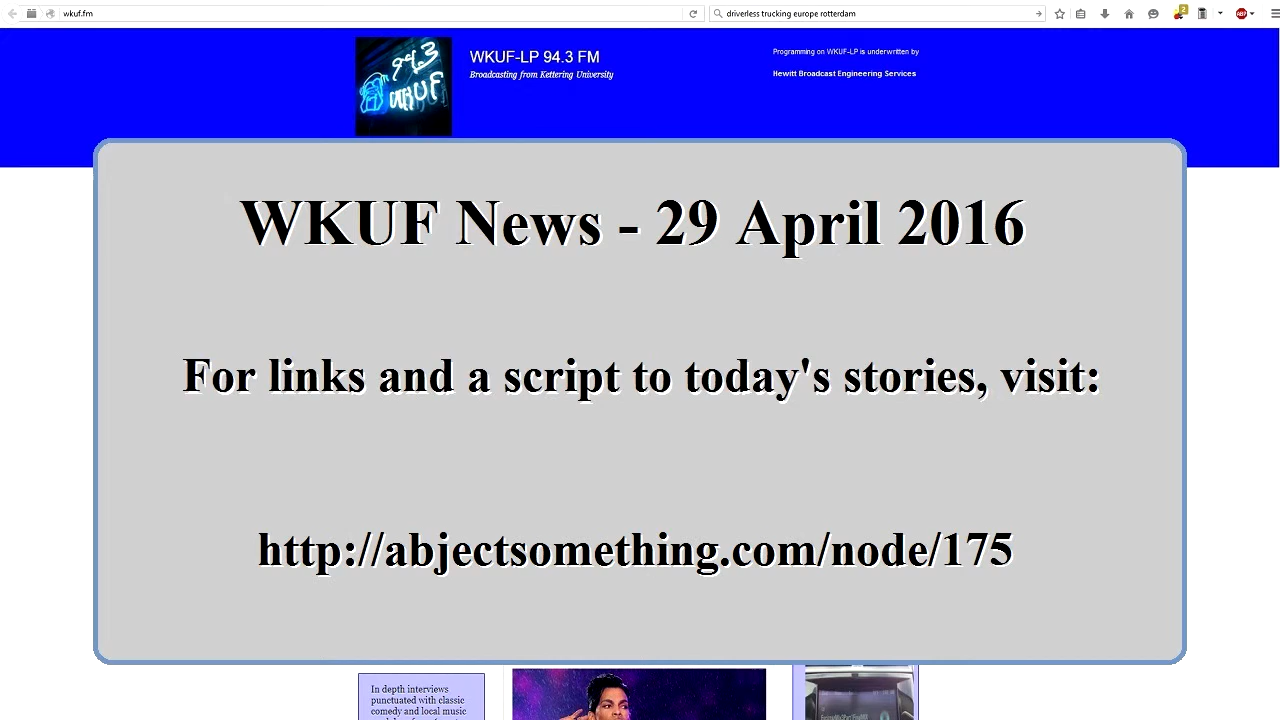 wkuf.fm
driverless trucking europe rotterdam
2
ABP
94.3
WKUF
WKUF-LP 94.3 FM
Broadcasting from Kettering University
Programming on WKUF-LP is underwritten by
Hewitt Broadcast Engineering Services
WKUF News - 29 April 2016
For links and a script to today's stories, visit:
http://abjectsomething.com/node/175
In depth interviews
punctuated with classic
comedy and local music